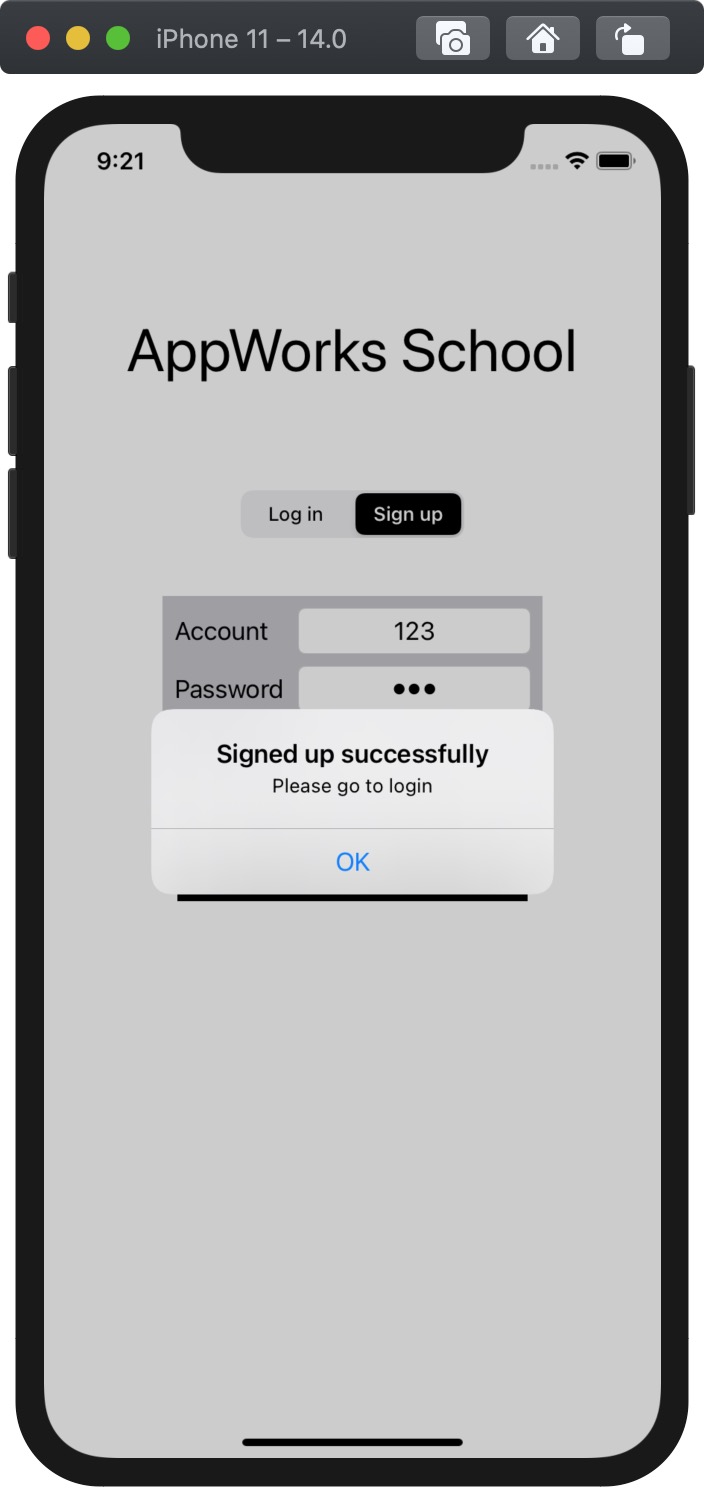 iPhone 11 – 14.0
9:21
AppWorks School
Log in Sign up
Account 123
Password •••
Signed up successfully
Please go to login
OK